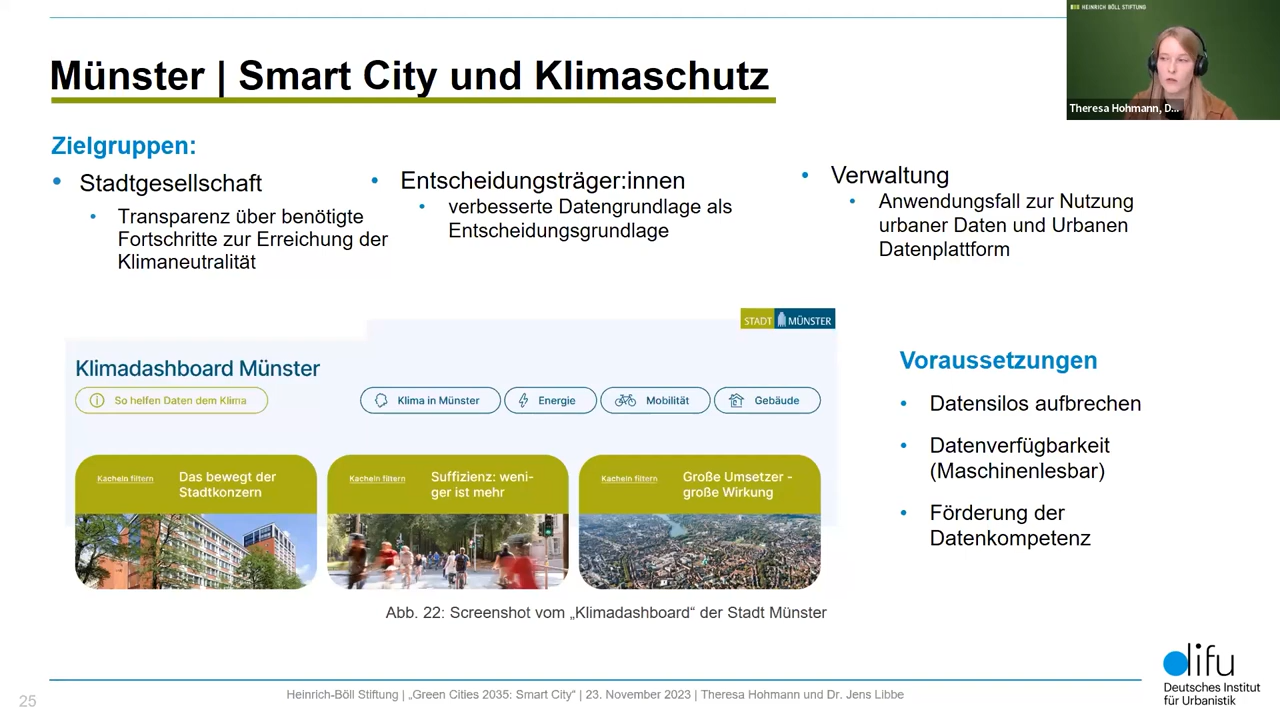 HEINRICH BÖLL STIFTUNG
Theresa Hohmann, D...
Münster | Smart City und Klimaschutz
Zielgruppen:
• Stadtgesellschaft
• Transparenz über benötigte
Fortschritte zur Erreichung der
Klimaneutralität
• Entscheidungsträger:innen
• verbesserte Datengrundlage als
Entscheidungsgrundlage
• Verwaltung
• Anwendungsfall zur Nutzung
urbaner Daten und Urbanen
Datenplattform
STADT MÜNSTER
Klimadashboard Münster
So helfen Daten dem Klima
Klima in Münster
Energie
Mobilität
Gebäude
Kacheln filtern
Das bewegt der
Stadtkonzern
Kacheln filtern
Suffizienz: weni-
ger ist mehr
Kacheln filtern
Große Umsetzer -
große Wirkung
Abb. 22: Screenshot vom „Klimadashboard“ der Stadt Münster
Voraussetzungen
• Datensilos aufbrechen
• Datenverfügbarkeit
(Maschinenlesbar)
• Förderung der
Datenkompetenz
25
Heinrich-Böll Stiftung | „Green Cities 2035: Smart City“ | 23. November 2023 | Theresa Hohmann und Dr. Jens Libbe
difu
Deutsches Institut
für Urbanistik